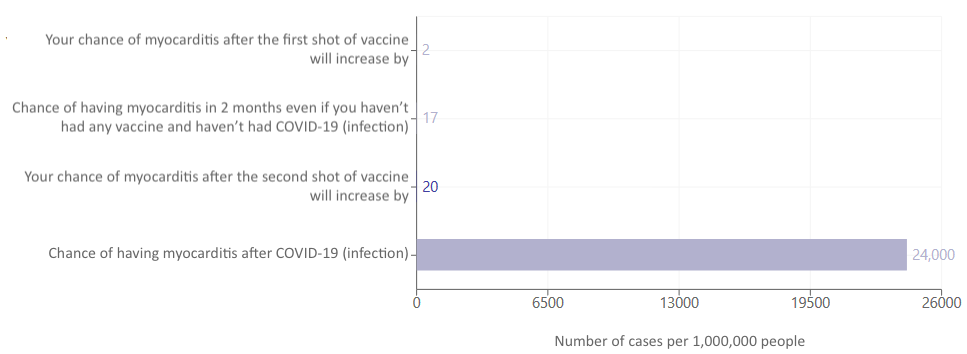 Your chance of myocarditis after the first shot of vaccine
will increase by
2
Chance of having myocarditis in 2 months even if you haven’t
had any vaccine and haven’t had COVID-19 (infection)
17
Your chance of myocarditis after the second shot of vaccine
will increase by
20
Chance of having myocarditis after COVID-19 (infection)
24,000
0 6500 13000 19500 26000
Number of cases per 1,000,000 people